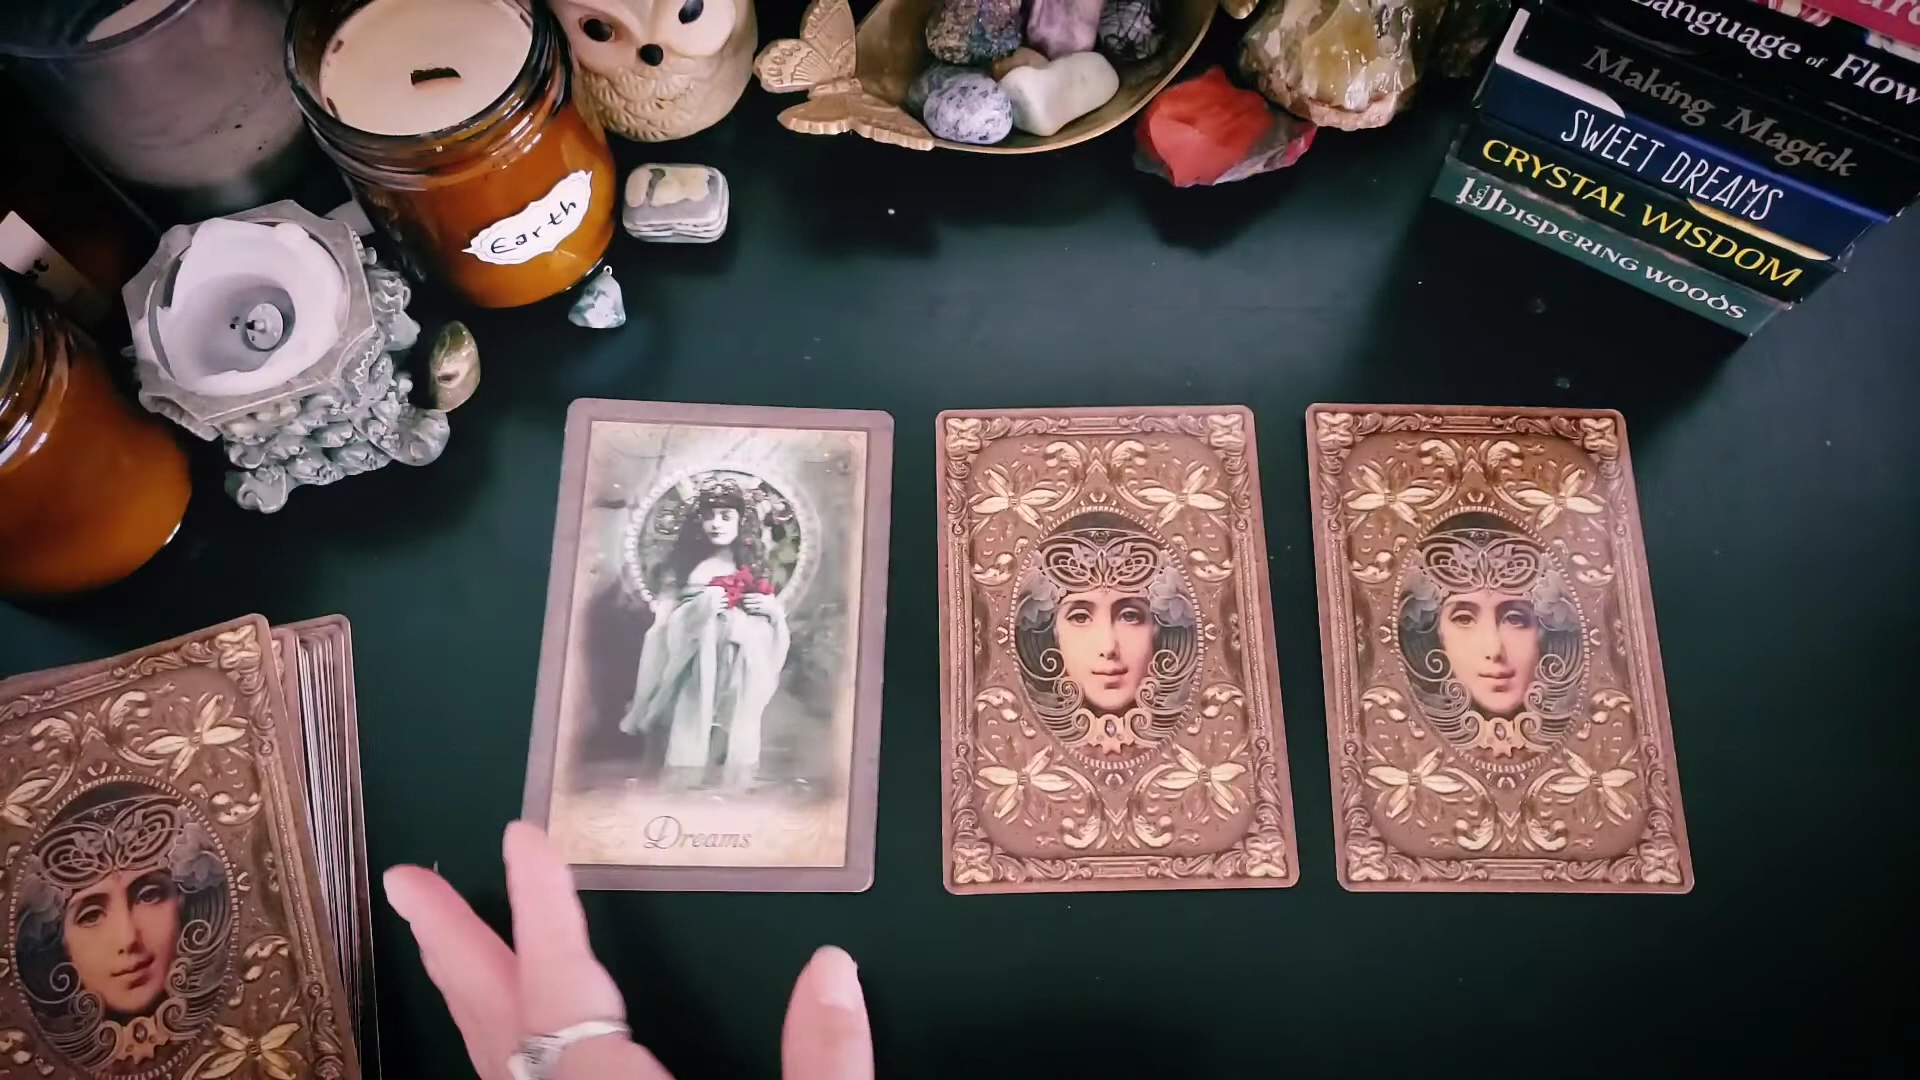 Language of Flow
Making Magick
SWEET DREAMS
CRYSTAL WISDOM
Whispering Woods
Earth
Dreams